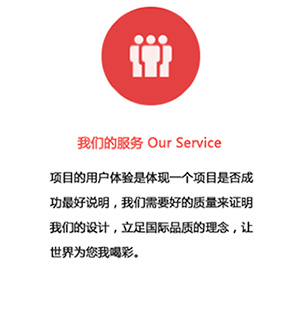 我们的服务 Our Service
项目的用户体验是体现一个项目是否成
功最好说明，我们需要好的质量来证明
我们的设计，立足国际品质的理念，让
世界为您我喝彩。